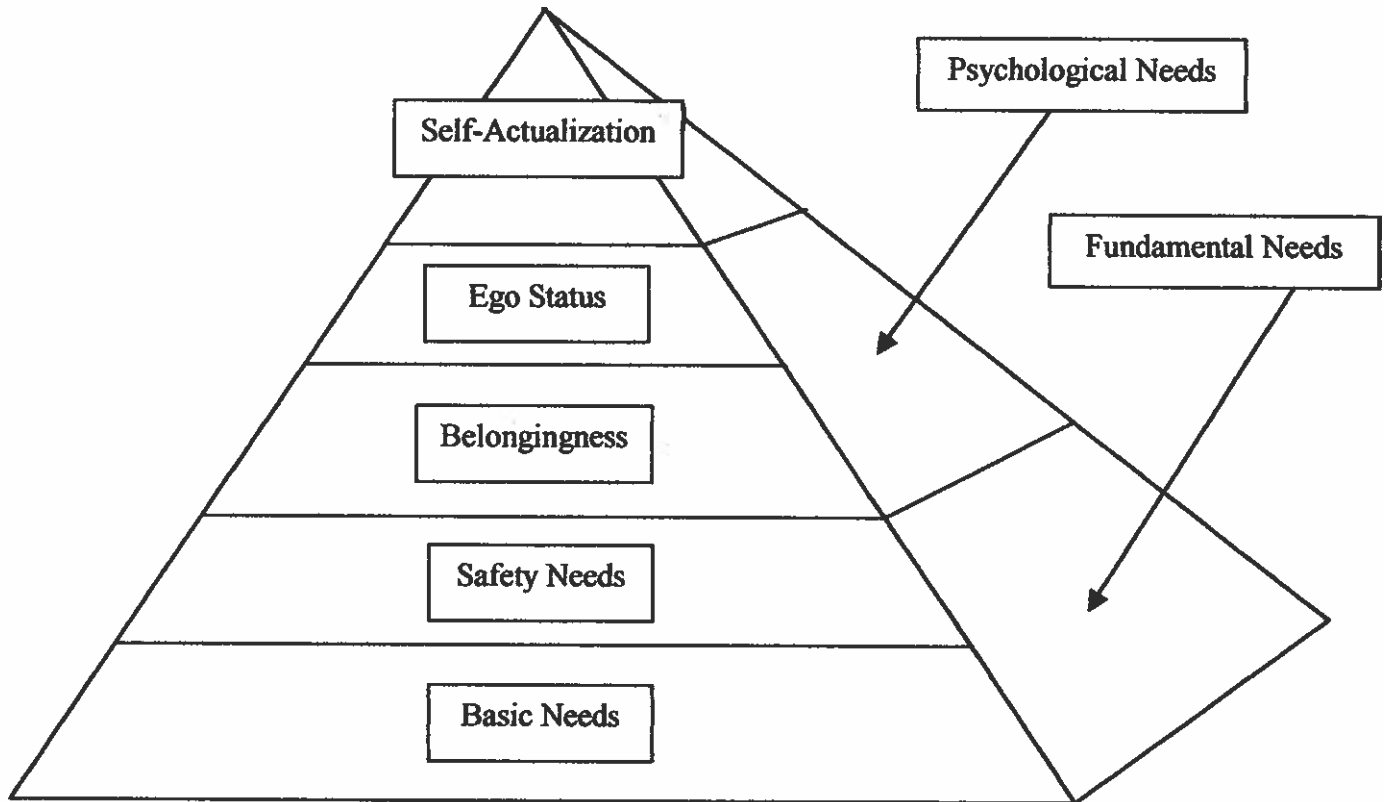 Psychological Needs
Self-Actualization
Fundamental Needs
Ego Status
Belongingness
Safety Needs
Basic Needs